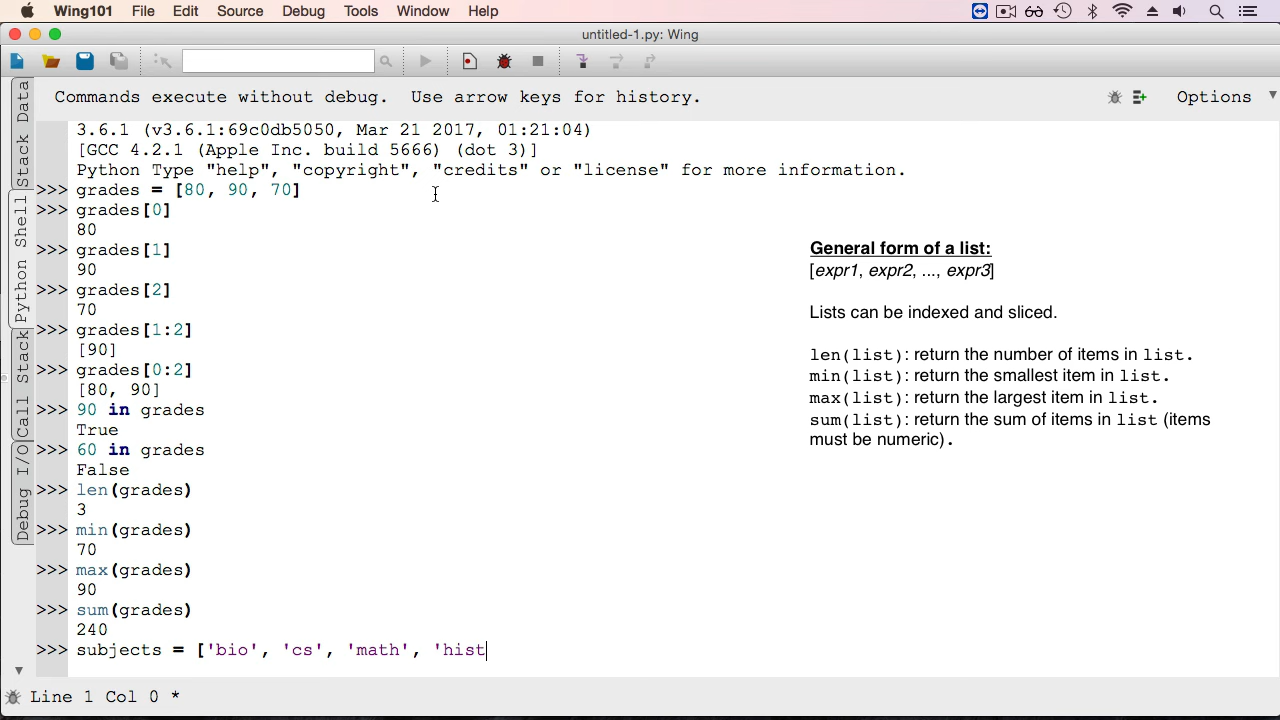 Wing101 File Edit Source Debug Tools Window Help
untitled-1.py: Wing
Commands execute without debug. Use arrow keys for history.
Options
3.6.1 (v3.6.1:69c0db5050, Mar 21 2017, 01:21:04)
[GCC 4.2.1 (Apple Inc. build 5666) (dot 3)]
Python Type "help", "copyright", "credits" or "license" for more information.
>>> grades = [80, 90, 70]
>>> grades[0]
80
>>> grades[1]
90
>>> grades[2]
70
>>> grades[1:2]
[90]
>>> grades[0:2]
[80, 90]
>>> 90 in grades
True
>>> 60 in grades
False
>>> len(grades)
3
>>> min(grades)
70
>>> max(grades)
90
>>> sum(grades)
240
>>> subjects = ['bio', 'cs', 'math', 'hist
General form of a list:
[expr1, expr2, ..., expr3]
Lists can be indexed and sliced.
len(list): return the number of items in list.
min(list): return the smallest item in list.
max(list): return the largest item in list.
sum(list): return the sum of items in list (items
must be numeric).
Stack Data
Python Shell
Call Stack
Debug I/O
Line 1 Col 0 *